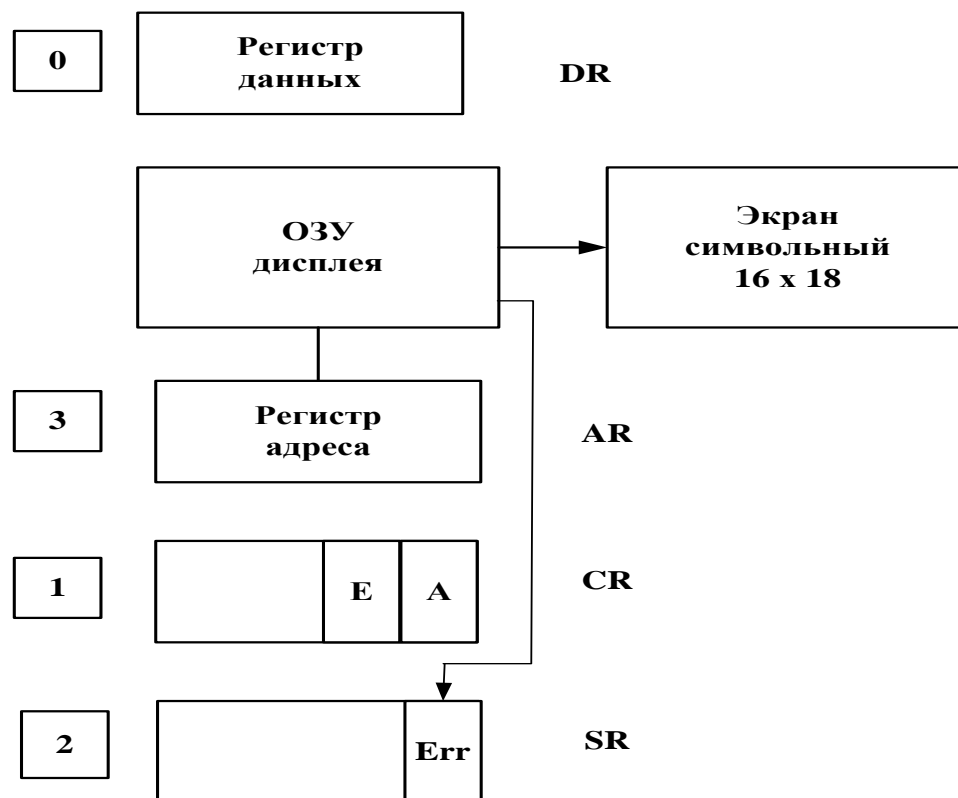 0
Регистр
данных
DR
ОЗУ
дисплея
Экран
символьный
16 x 18
3
Регистр
адреса
AR
1
E
A
CR
2
Err
SR